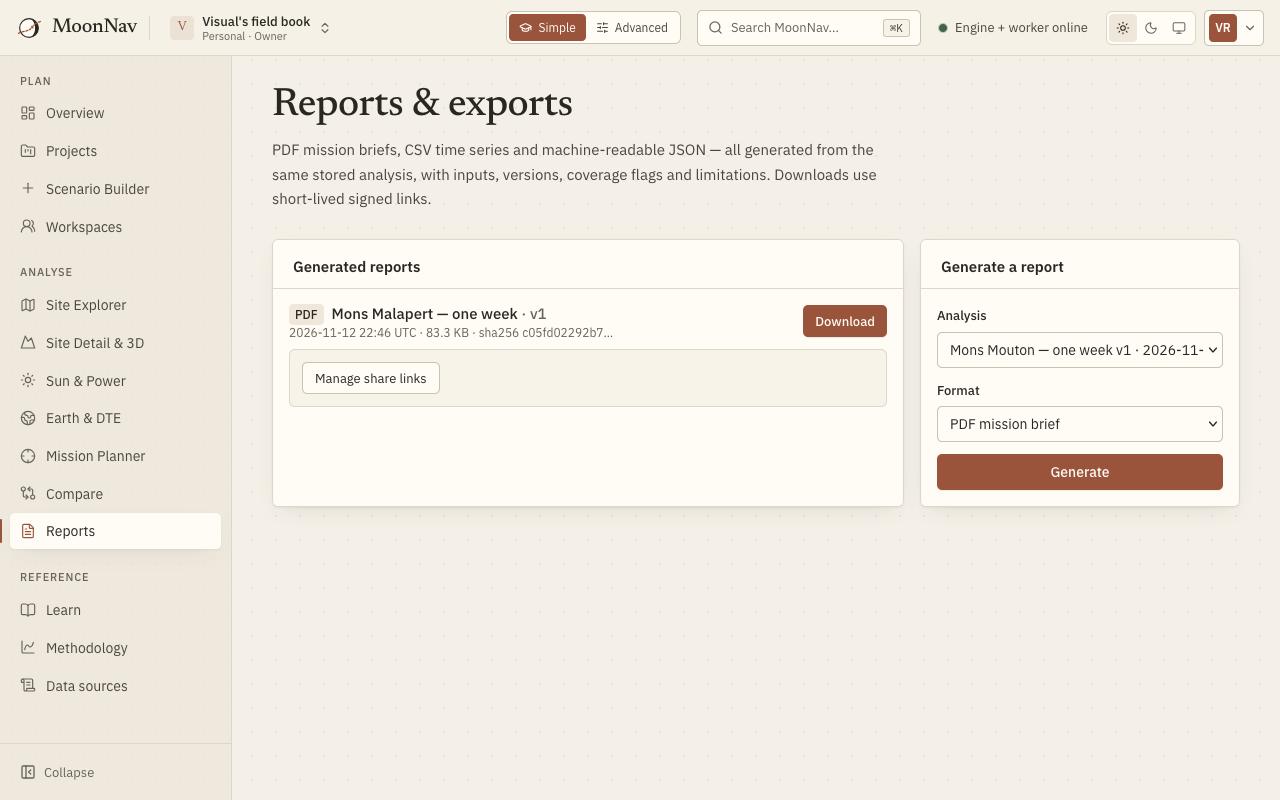 MoonNav
V
Visual's field book
Personal · Owner
Simple
Advanced
Search MoonNav...
⌘K
Engine + worker online
VR
PLAN
Overview
Projects
Scenario Builder
Workspaces
ANALYSE
Site Explorer
Site Detail & 3D
Sun & Power
Earth & DTE
Mission Planner
Compare
Reports
REFERENCE
Learn
Methodology
Data sources
Collapse
Reports & exports
PDF mission briefs, CSV time series and machine-readable JSON — all generated from the
same stored analysis, with inputs, versions, coverage flags and limitations. Downloads use
short-lived signed links.
Generated reports
PDF Mons Malapert — one week · v1
2026-11-12 22:46 UTC · 83.3 KB · sha256 c05fd02292b7…
Download
Manage share links
Generate a report
Analysis
Mons Mouton — one week v1 · 2026-11-
Format
PDF mission brief
Generate